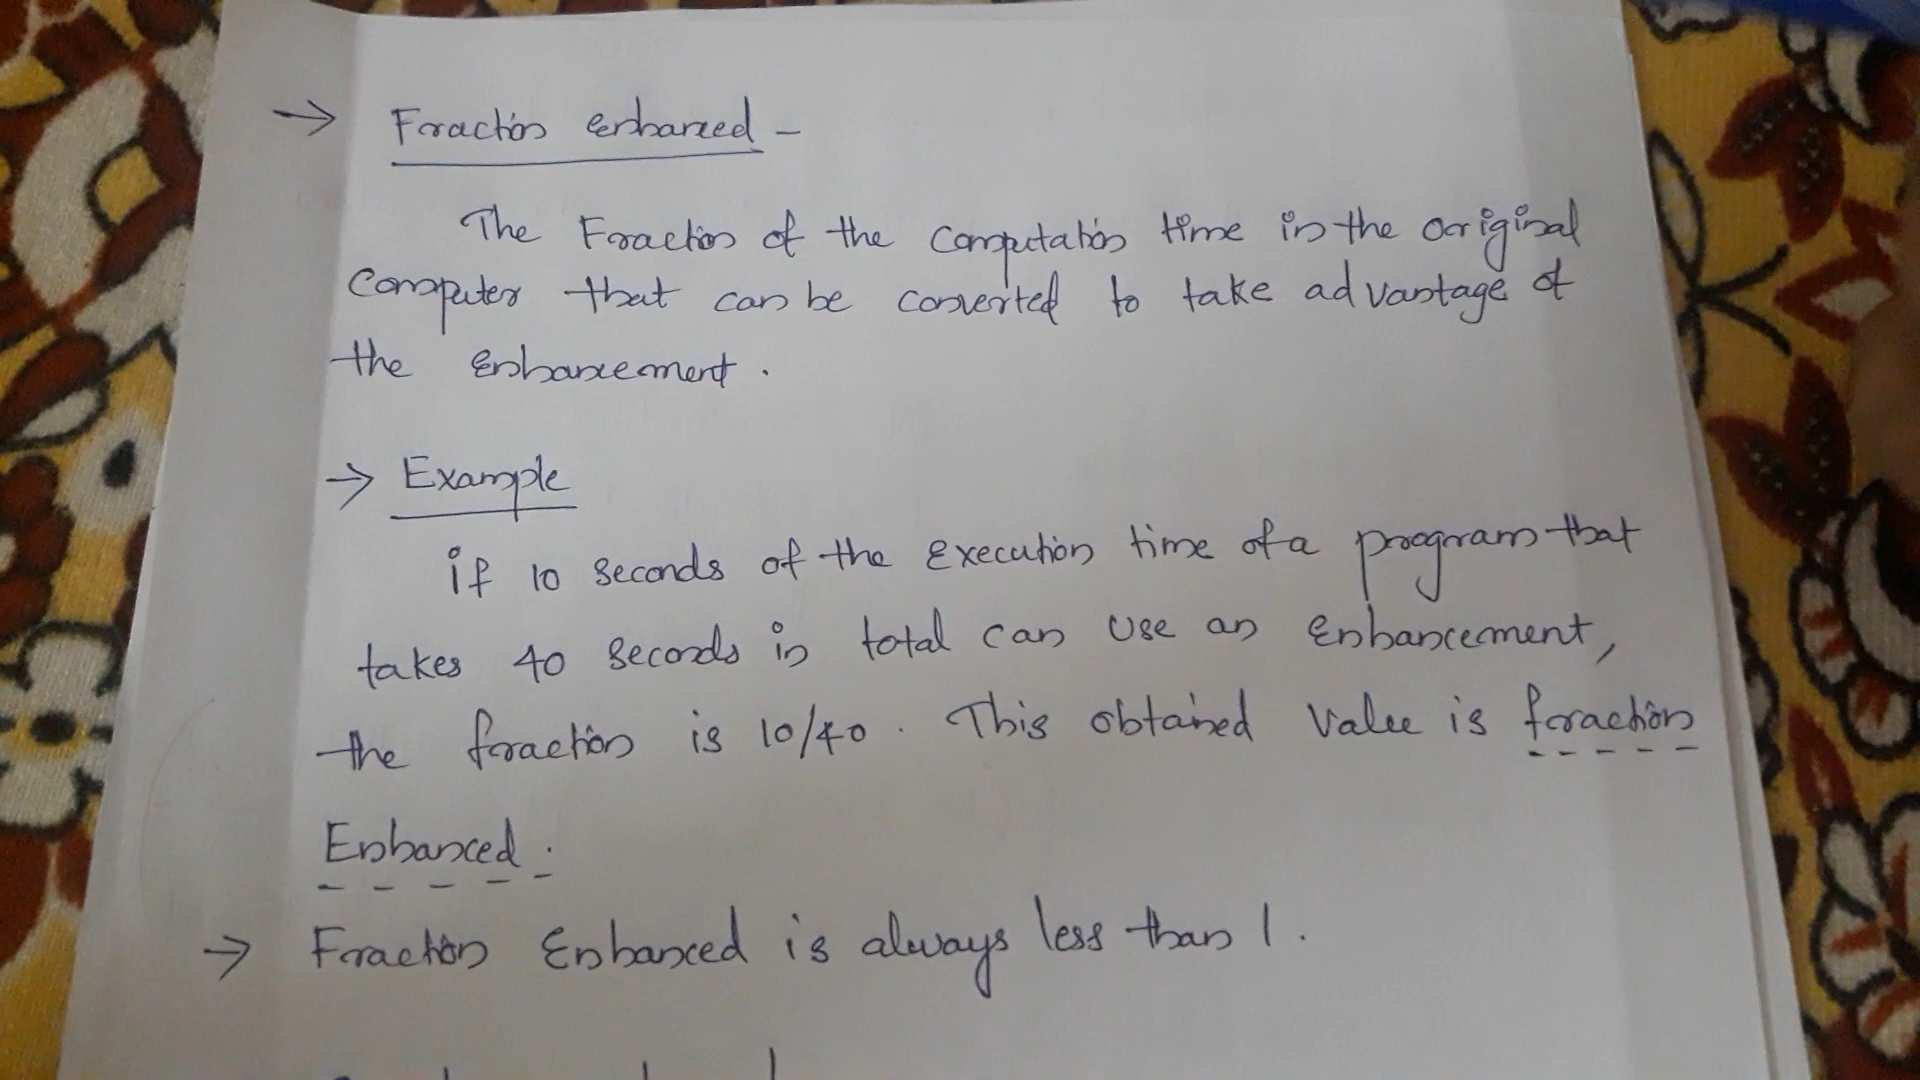 → Fraction enhanced -
The Fraction of the computation time in the original
computer that can be converted to take advantage of
the enhancement.
→ Example
if 10 seconds of the execution time of a program that
takes 40 seconds in total can use an enhancement,
the fraction is 10/40. This obtained value is fraction
Enhanced.
→ Fraction Enhanced is always less than 1.